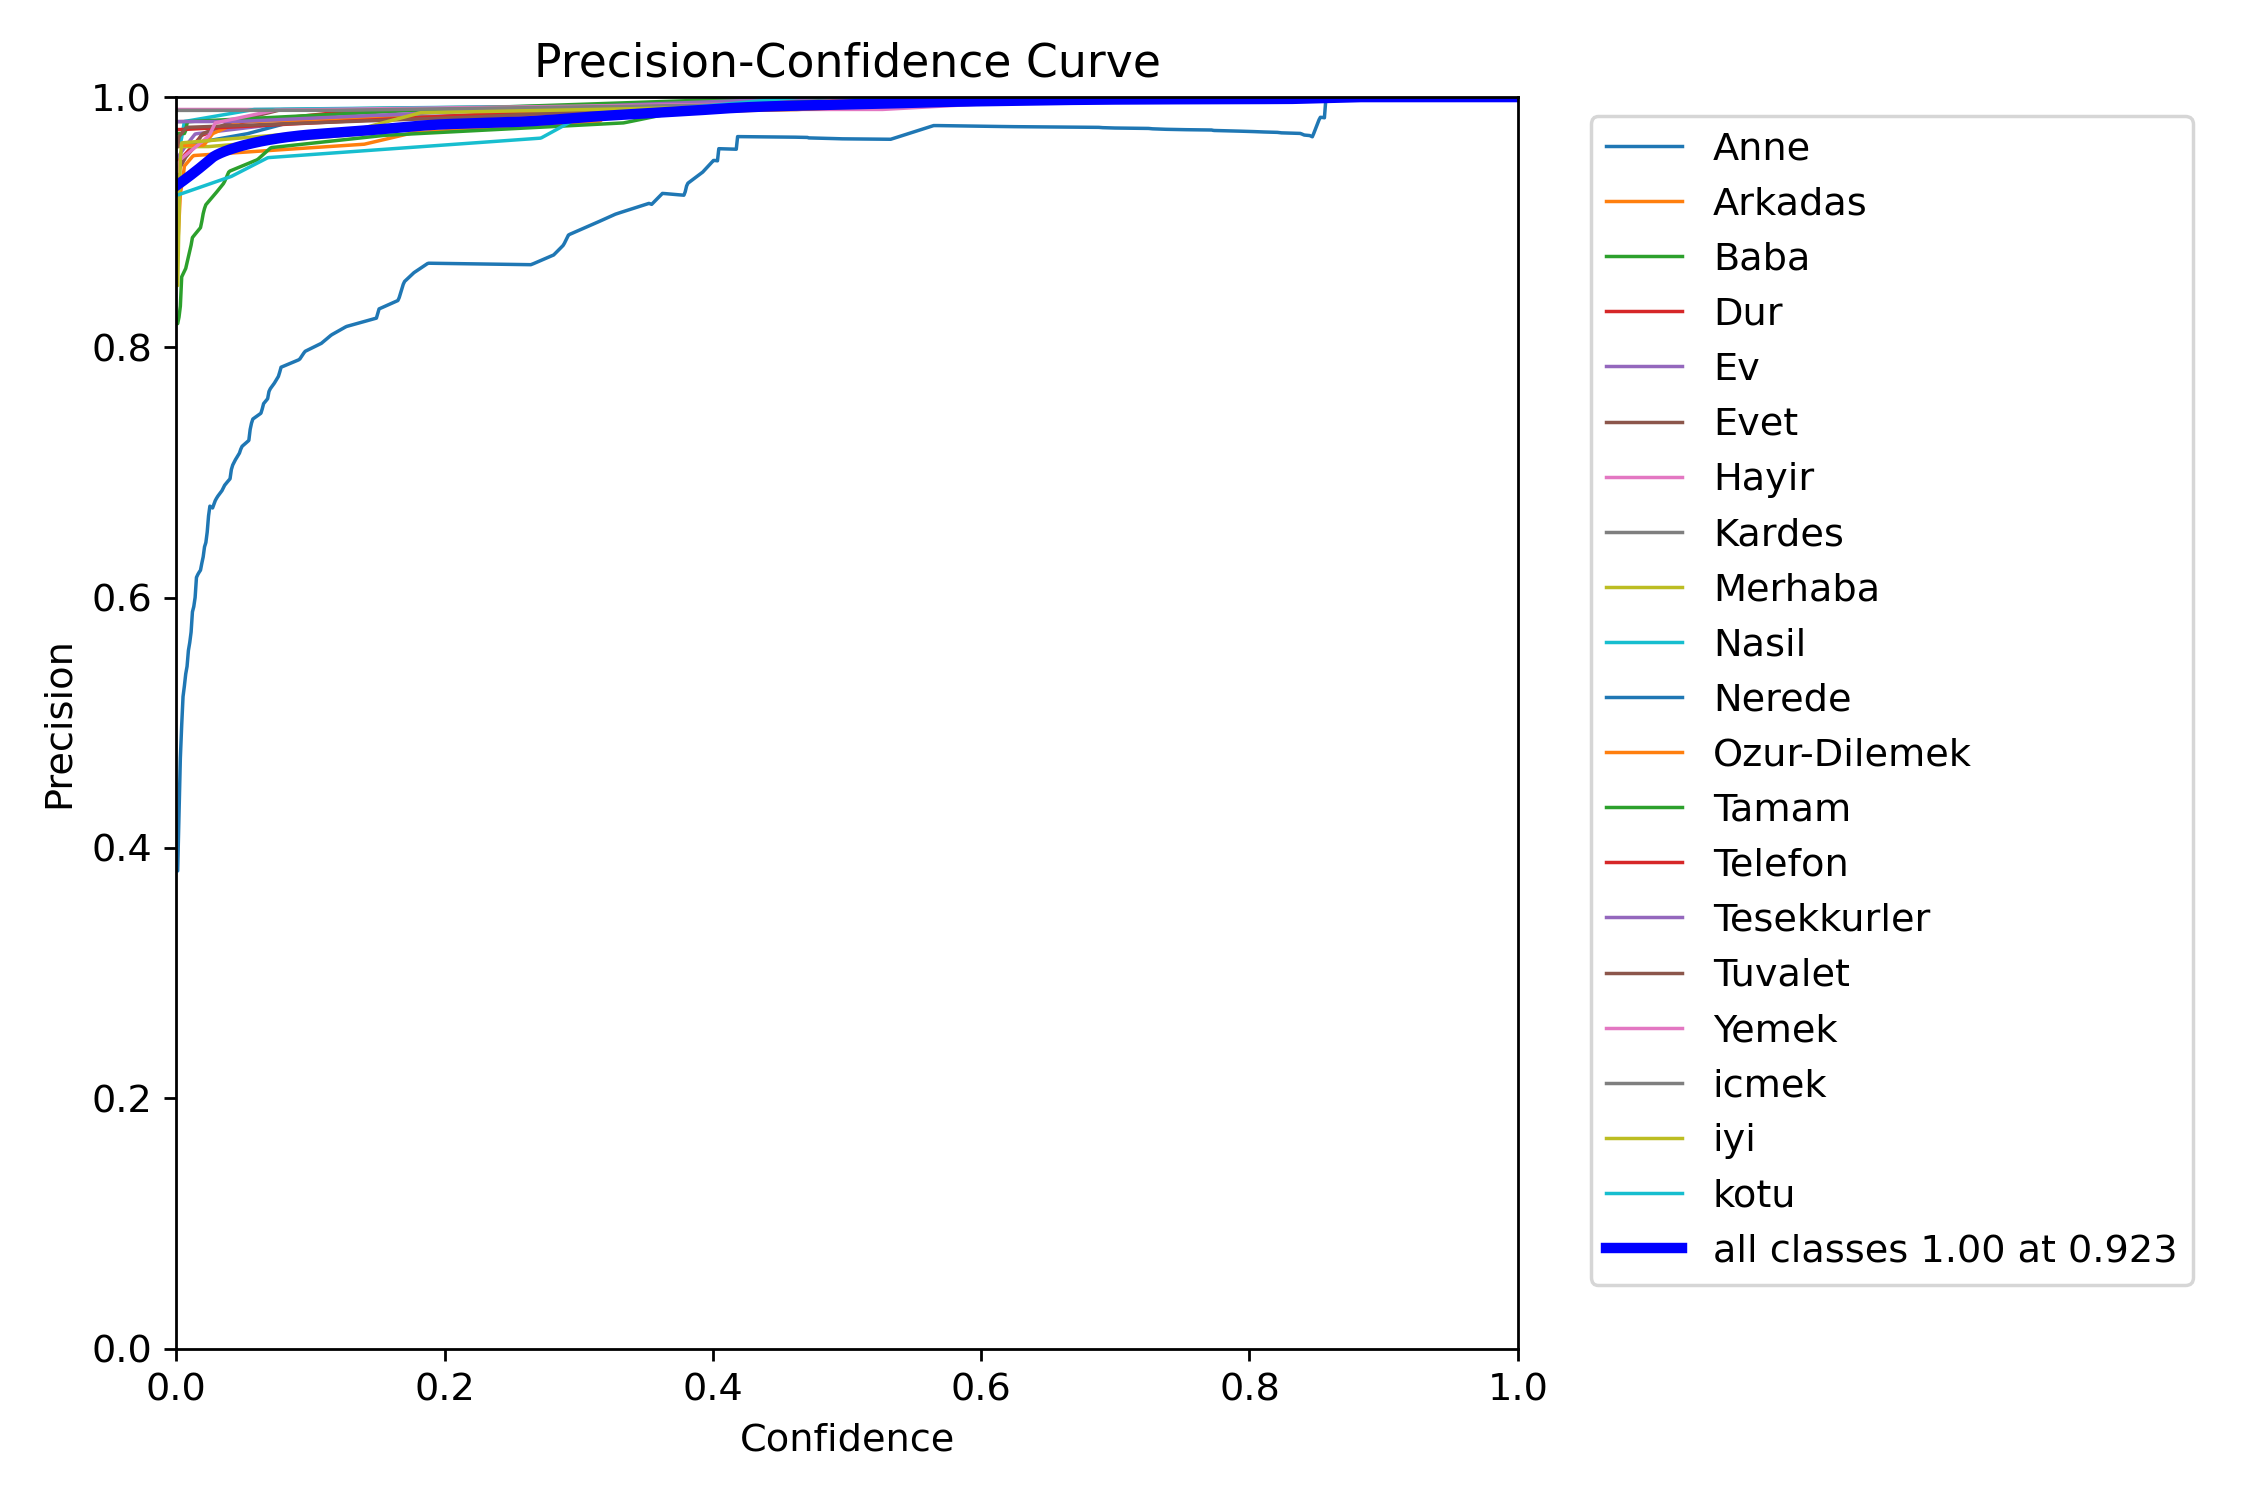 Precision-Confidence Curve
1.0
0.8
0.6
0.4
0.2
0.0
Precision
0.0 0.2 0.4 0.6 0.8 1.0
Confidence
Anne
Arkadas
Baba
Dur
Ev
Evet
Hayir
Kardes
Merhaba
Nasil
Nerede
Ozur-Dilemek
Tamam
Telefon
Tesekkurler
Tuvalet
Yemek
icmek
iyi
kotu
all classes 1.00 at 0.923